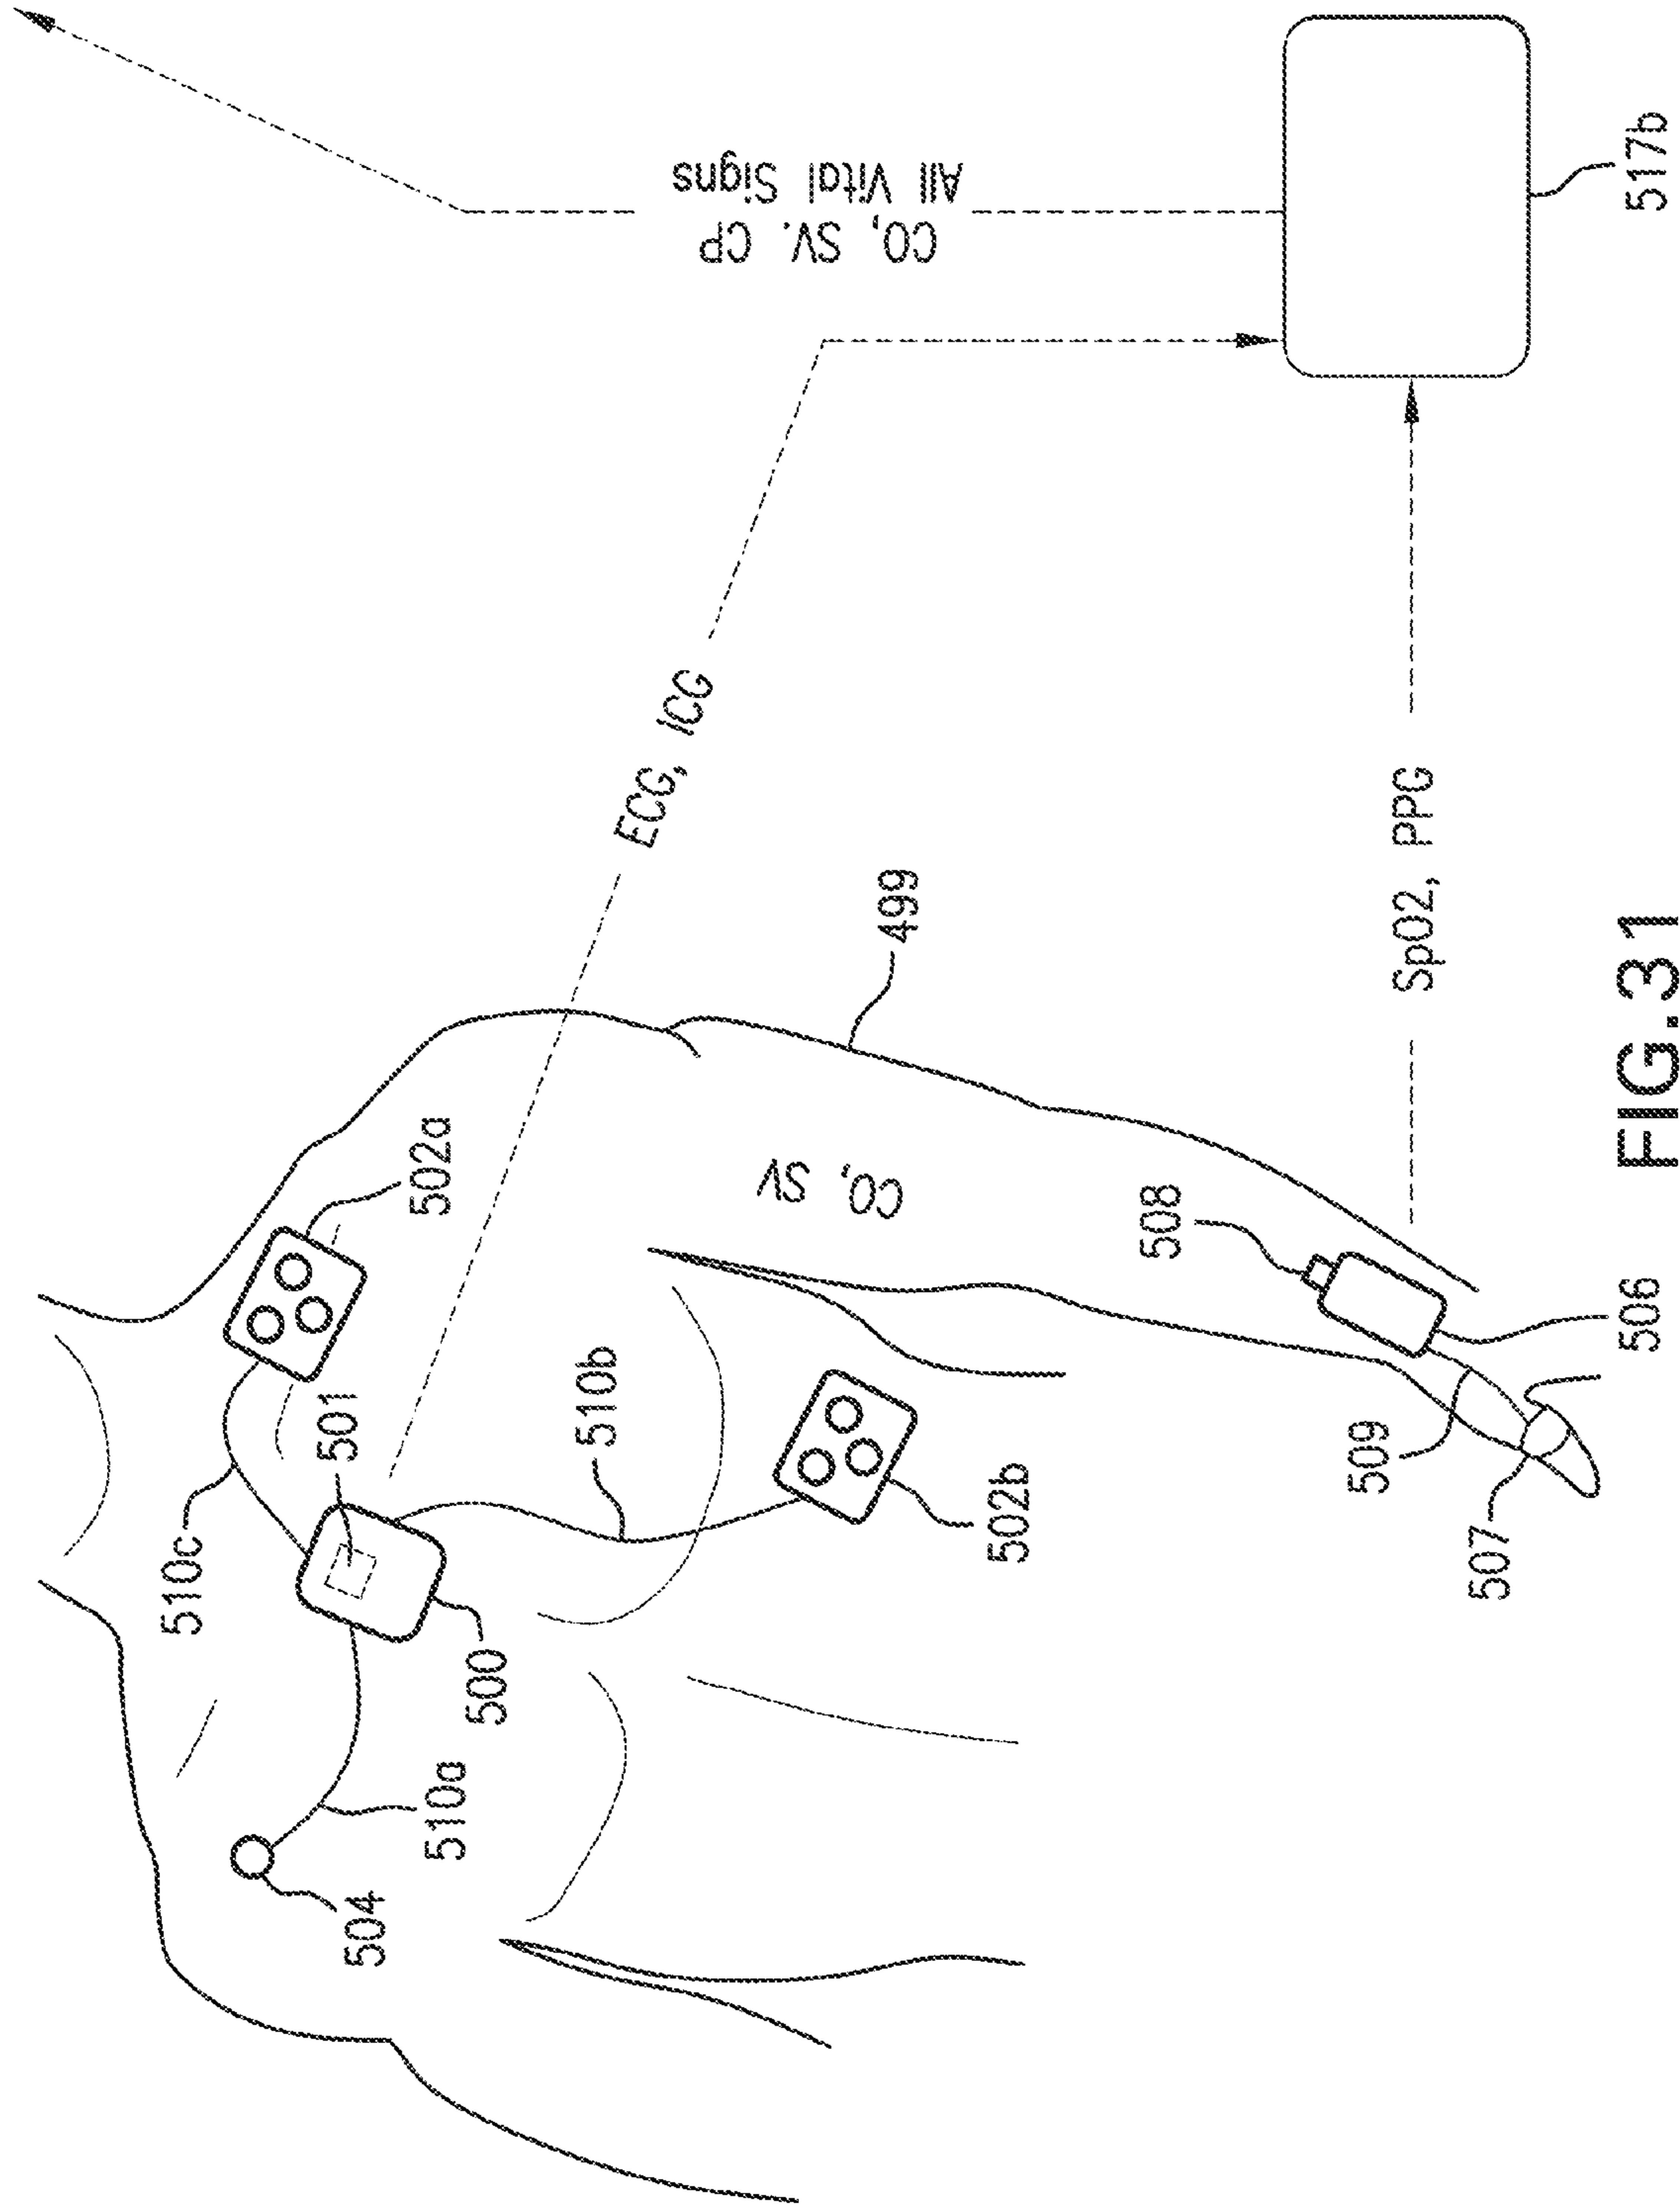 504
510a
510c
501
502a
500
510b
502b
CO, SV
499
ECG, ICG
CO, SV. CP
All Vital Signs
508
509
507
506
SpO2, PPG
517b
FIG.31